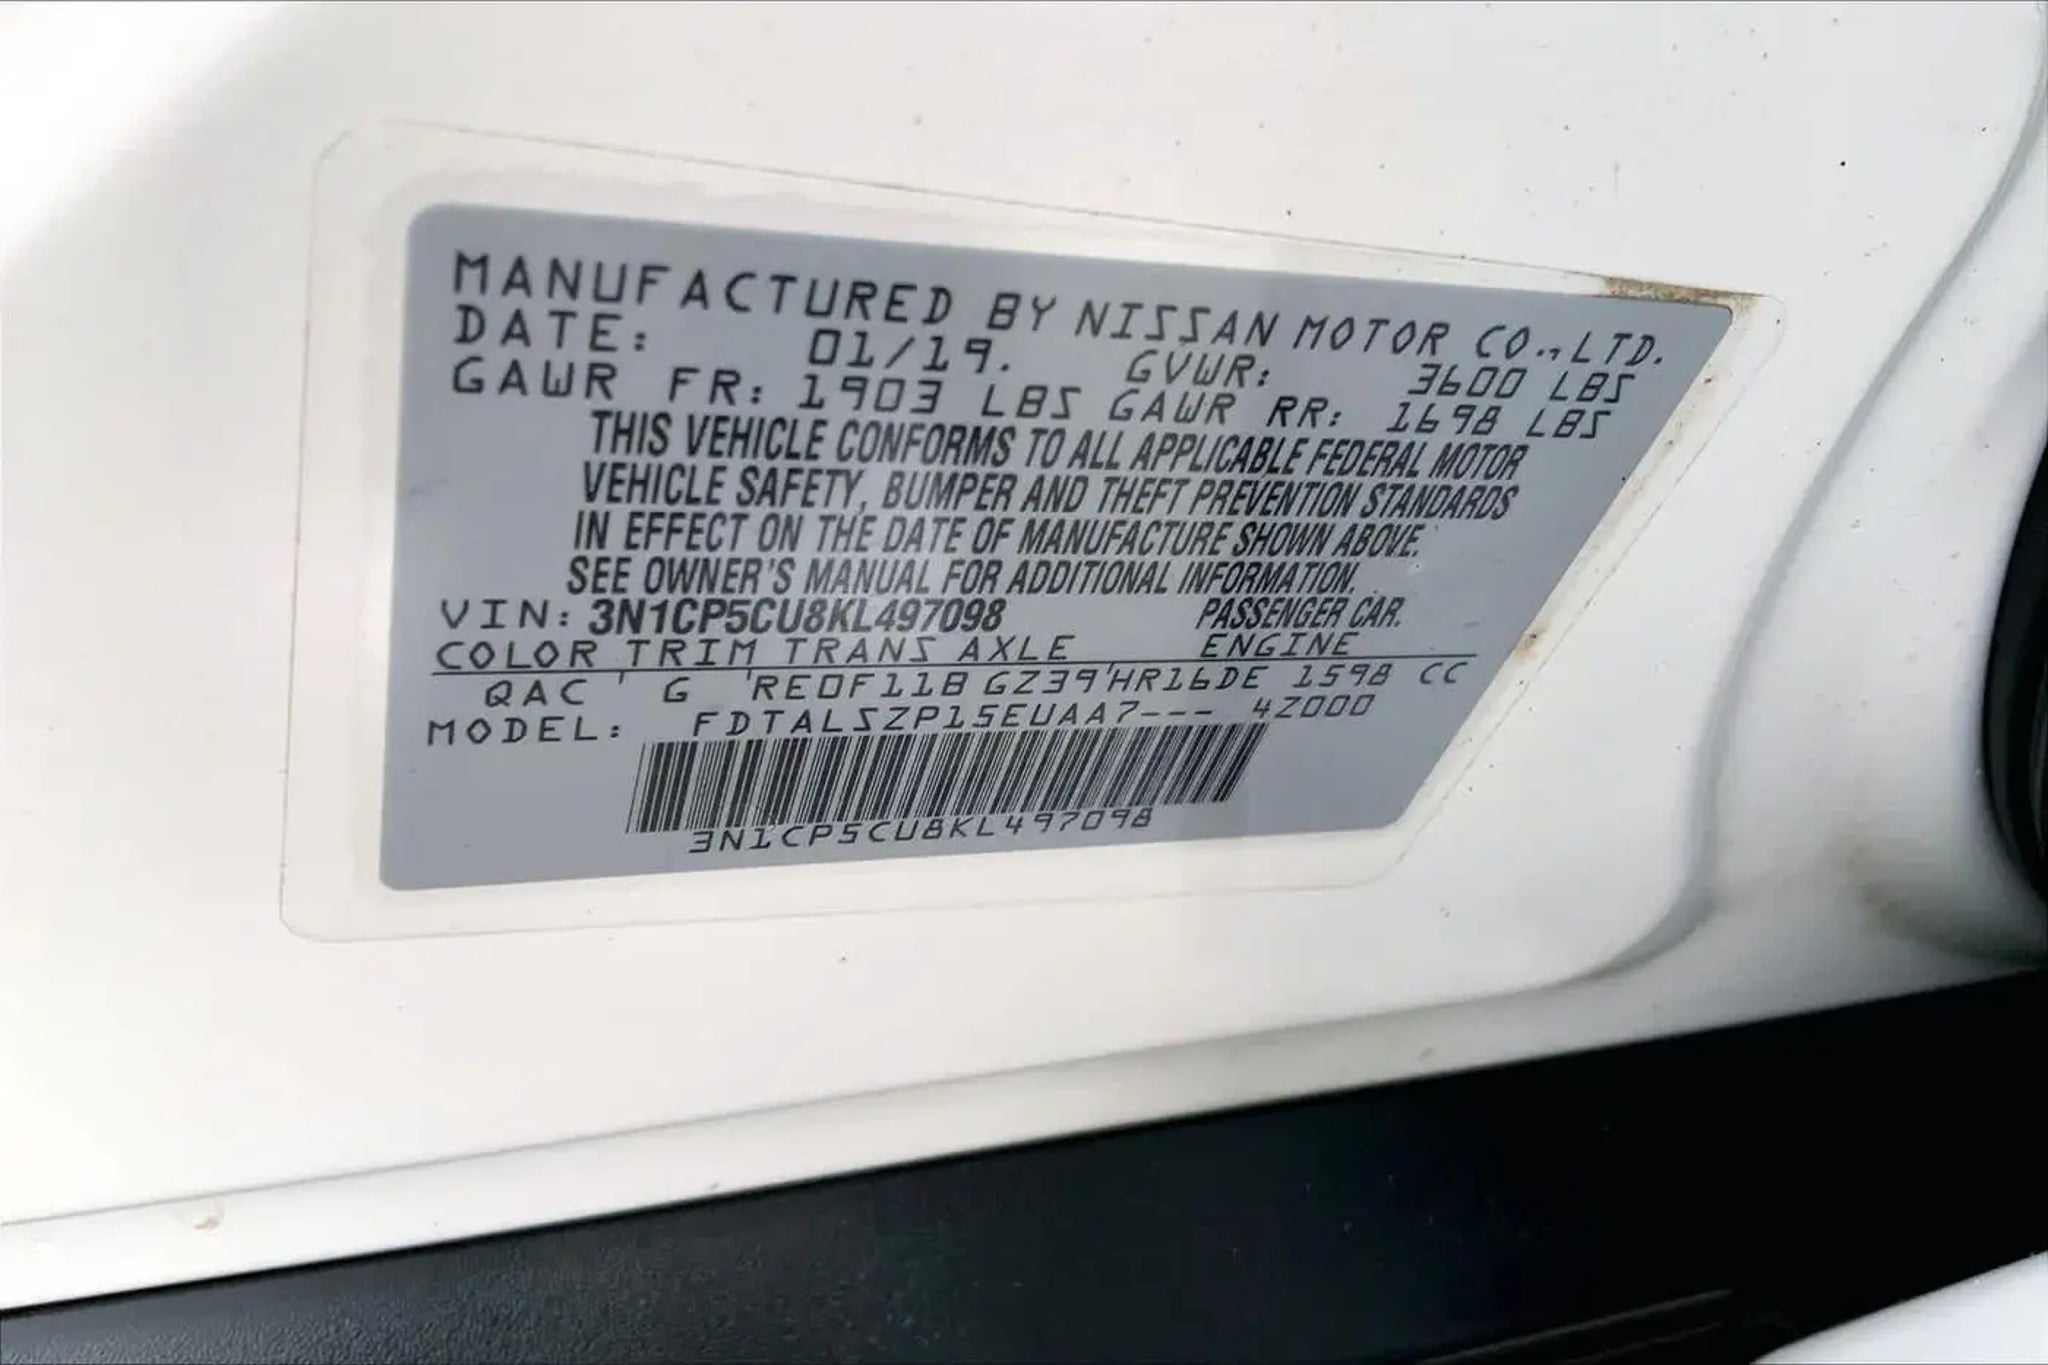 MANUFACTURED BY NISSAN MOTOR CO., LTD.
DATE: 01/19. GVWR: 3600 LBS
GAWR FR: 1903 LBS GAWR RR: 1698 LBS
THIS VEHICLE CONFORMS TO ALL APPLICABLE FEDERAL MOTOR
VEHICLE SAFETY, BUMPER AND THEFT PREVENTION STANDARDS
IN EFFECT ON THE DATE OF MANUFACTURE SHOWN ABOVE.
SEE OWNER'S MANUAL FOR ADDITIONAL INFORMATION.
VIN: 3N1CP5CU8KL497098 PASSENGER CAR.
COLOR TRIM TRANS AXLE ENGINE
QAC ' G 'RE0F11B GZ39'HR16DE 1598 CC
MODEL: FDTALSZP15EUAA7--- 4Z000
3N1CP5CU8KL497098